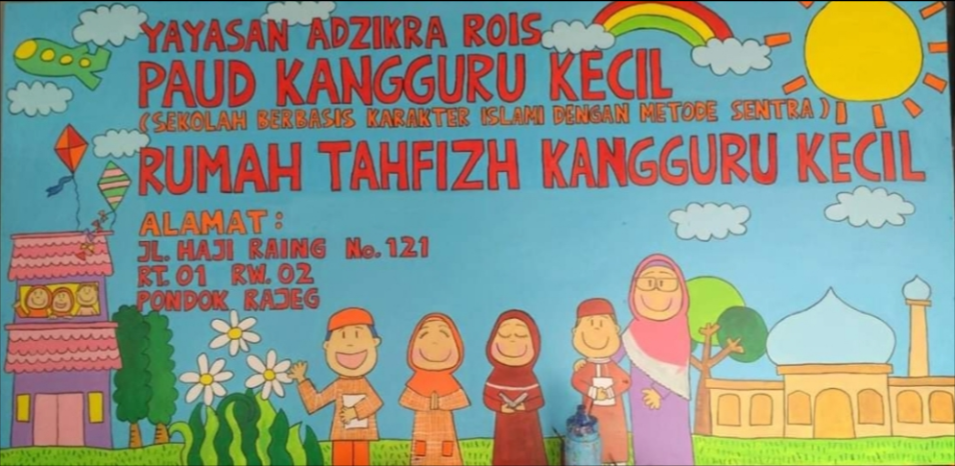 YAYASAN ADZIKRA ROIS
PAUD KANGGURU KECIL
(SEKOLAH BERBASIS KARAKTER ISLAMI DENGAN METODE SENTRA)
RUMAH TAHFIZH KANGGURU KECIL
ALAMAT:
JL. HAJI RAING No. 121
RT. 01 RW. 02
PONDOK RAJEG